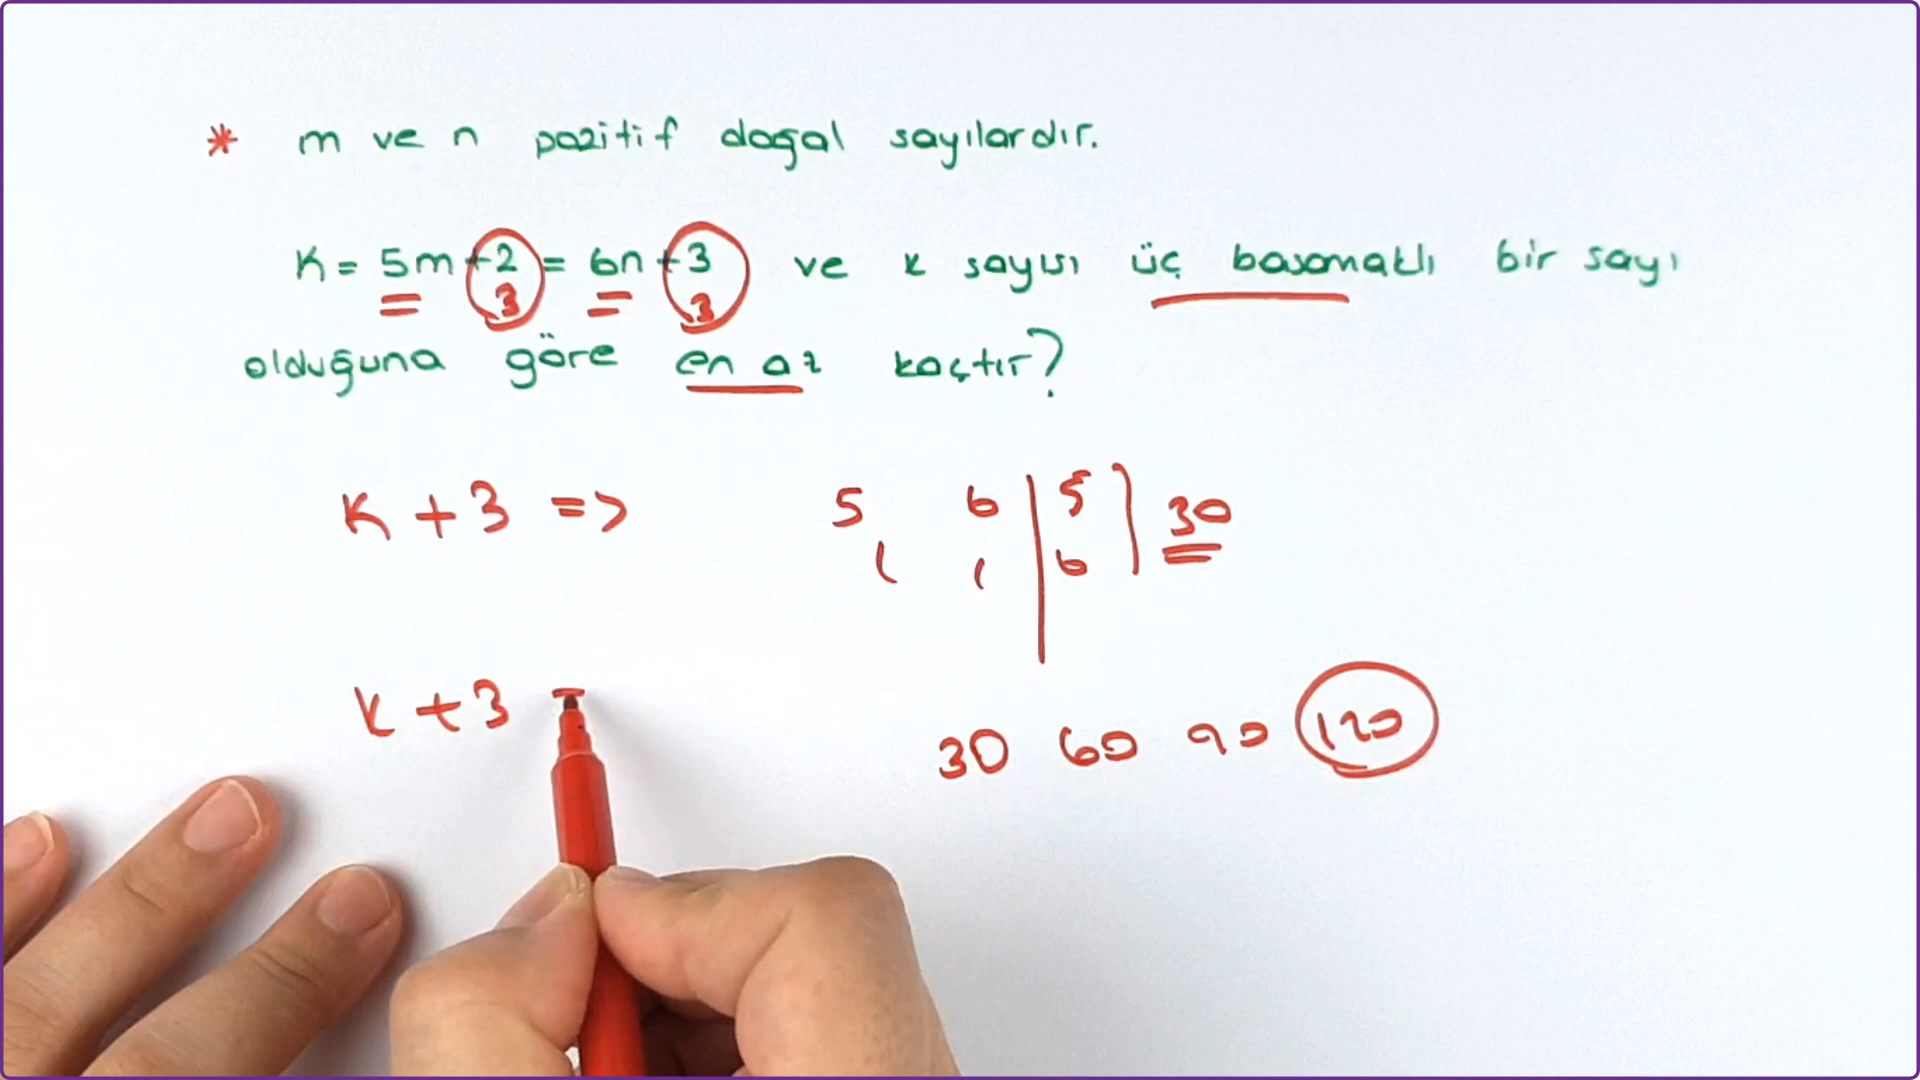 * m ve n pozitif doğal sayılardır.
K = 5m + 2 = 6n + 3 ve k sayısı üç basamaklı bir sayı
3 3
olduğuna göre en az kaçtır?
K + 3 => 5 6 | 5 30
1 1 | 6
k + 3 =
30 60 90 120